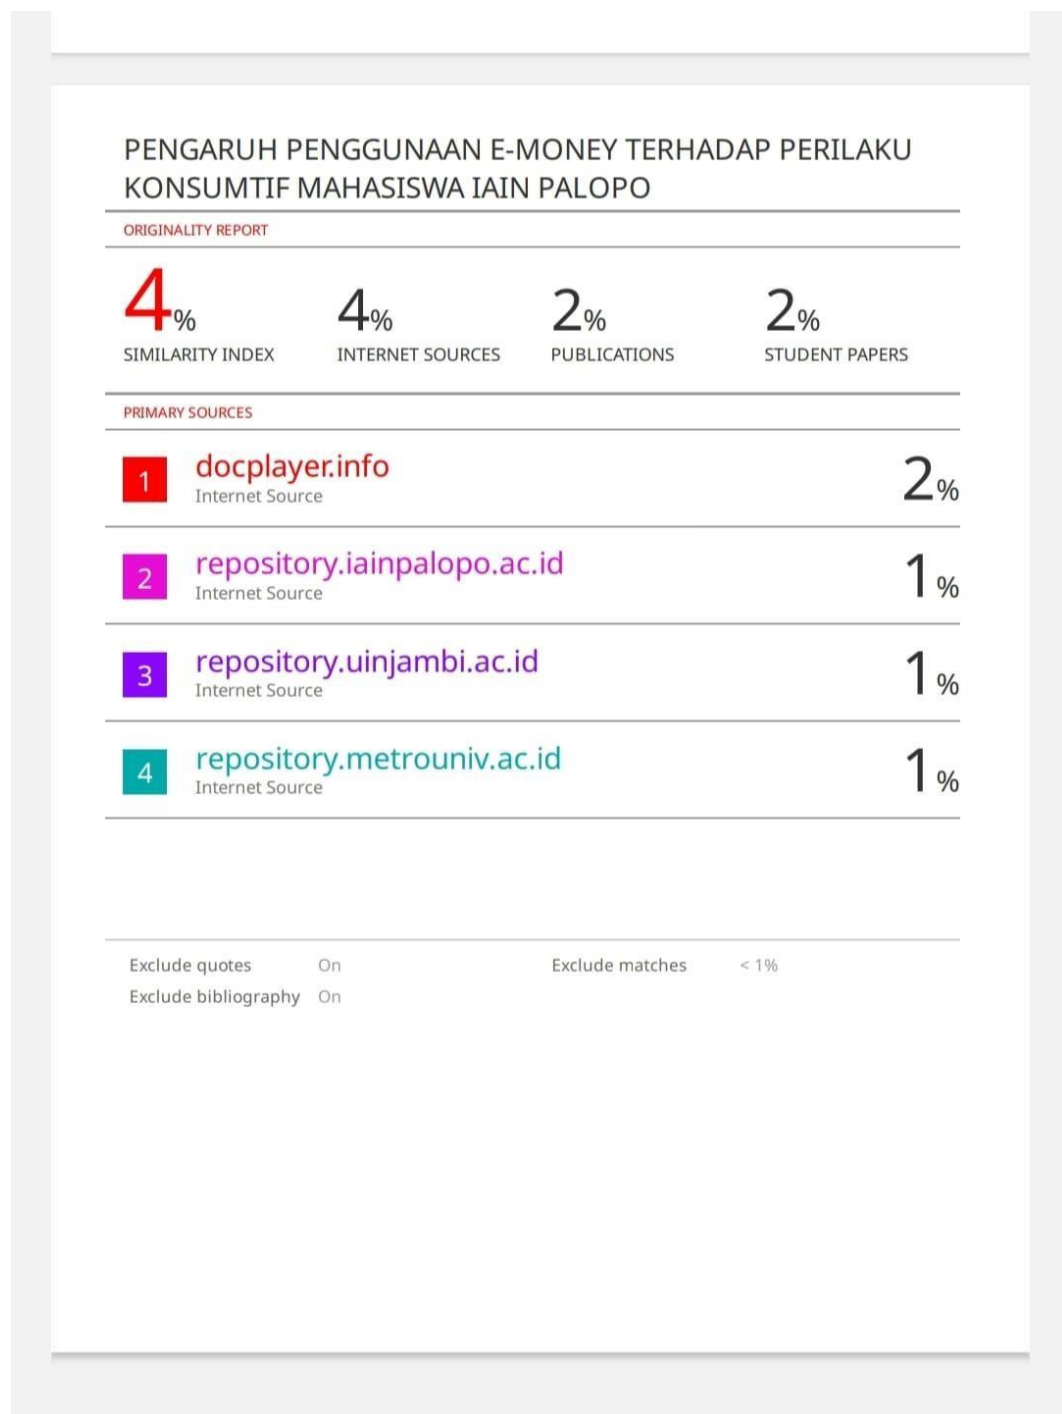 PENGARUH PENGGUNAAN E-MONEY TERHADAP PERILAKU
KONSUMTIF MAHASISWA IAIN PALOPO
ORIGINALITY REPORT
4% 4% 2% 2%
SIMILARITY INDEX INTERNET SOURCES PUBLICATIONS STUDENT PAPERS
PRIMARY SOURCES
1 docplayer.info 2%
Internet Source
2 repository.iainpalopo.ac.id 1%
Internet Source
3 repository.uinjambi.ac.id 1%
Internet Source
4 repository.metrouniv.ac.id 1%
Internet Source
Exclude quotes On Exclude matches < 1%
Exclude bibliography On